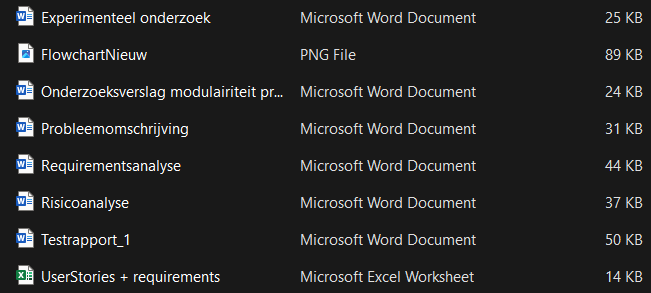 Experimenteel onderzoek Microsoft Word Document 25 KB
FlowchartNieuw PNG File 89 KB
Onderzoeksverslag modulairiteit pr... Microsoft Word Document 24 KB
Probleemomschrijving Microsoft Word Document 31 KB
Requirementsanalyse Microsoft Word Document 44 KB
Risicoanalyse Microsoft Word Document 37 KB
Testrapport_1 Microsoft Word Document 50 KB
UserStories + requirements Microsoft Excel Worksheet 14 KB